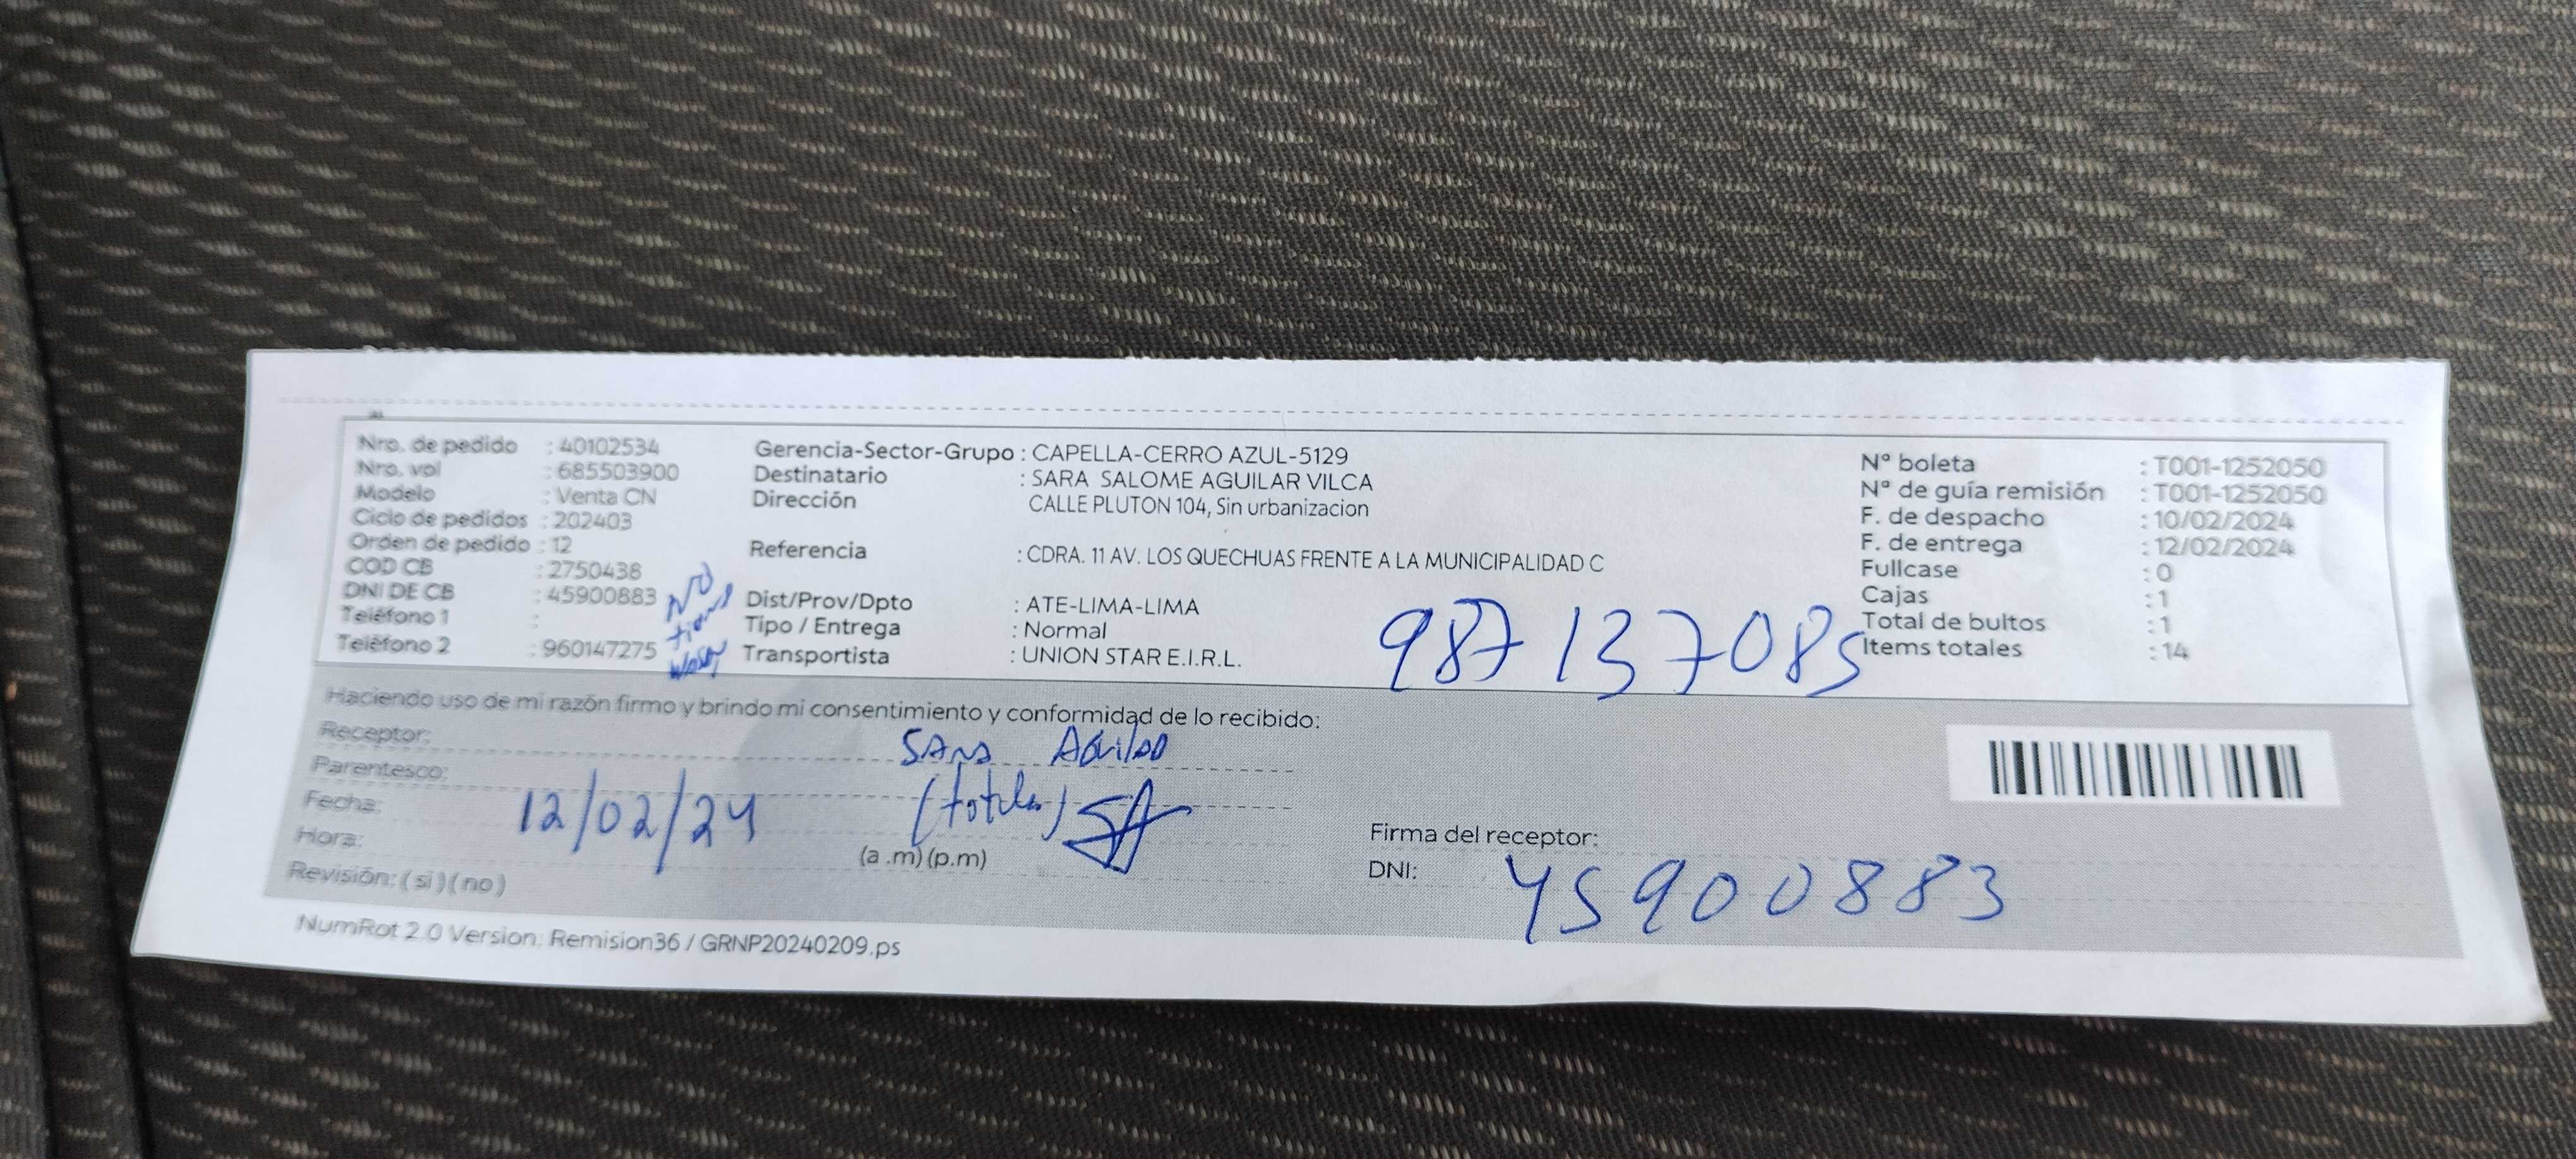 Nro. de pedido : 40102534
Nro. vol : 685503900
Modelo : Venta CN
Ciclo de pedidos : 202403
Orden de pedido : 12
COD CB : 2750438
DNI DE CB : 45900883
Teléfono 1 :
Teléfono 2 : 960147275
NO
tiene
Gerencia-Sector-Grupo : CAPELLA-CERRO AZUL-5129
Destinatario : SARA SALOME AGUILAR VILCA
Dirección CALLE PLUTON 104, Sin urbanizacion
Referencia : CDRA. 11 AV. LOS QUECHUAS FRENTE A LA MUNICIPALIDAD C
Dist/Prov/Dpto : ATE-LIMA-LIMA
Tipo / Entrega : Normal
Transportista : UNION STAR E.I.R.L.
987137085
Nº boleta : T001-1252050
Nº de guía remisión : T001-1252050
F. de despacho : 10/02/2024
F. de entrega : 12/02/2024
Fullcase : 0
Cajas : 1
Total de bultos : 1
Items totales : 14
Haciendo uso de mi razón firmo y brindo mi consentimiento y conformidad de lo recibido:
Receptor: SARA AGUILAR
Parentesco: (titular) SA
Fecha: 12/02/24
Hora: (a .m) (p.m)
Revisión: ( si ) ( no )
Firma del receptor:
DNI: 45900883
NumRot 2.0 Version: Remision36 / GRNP20240209.ps